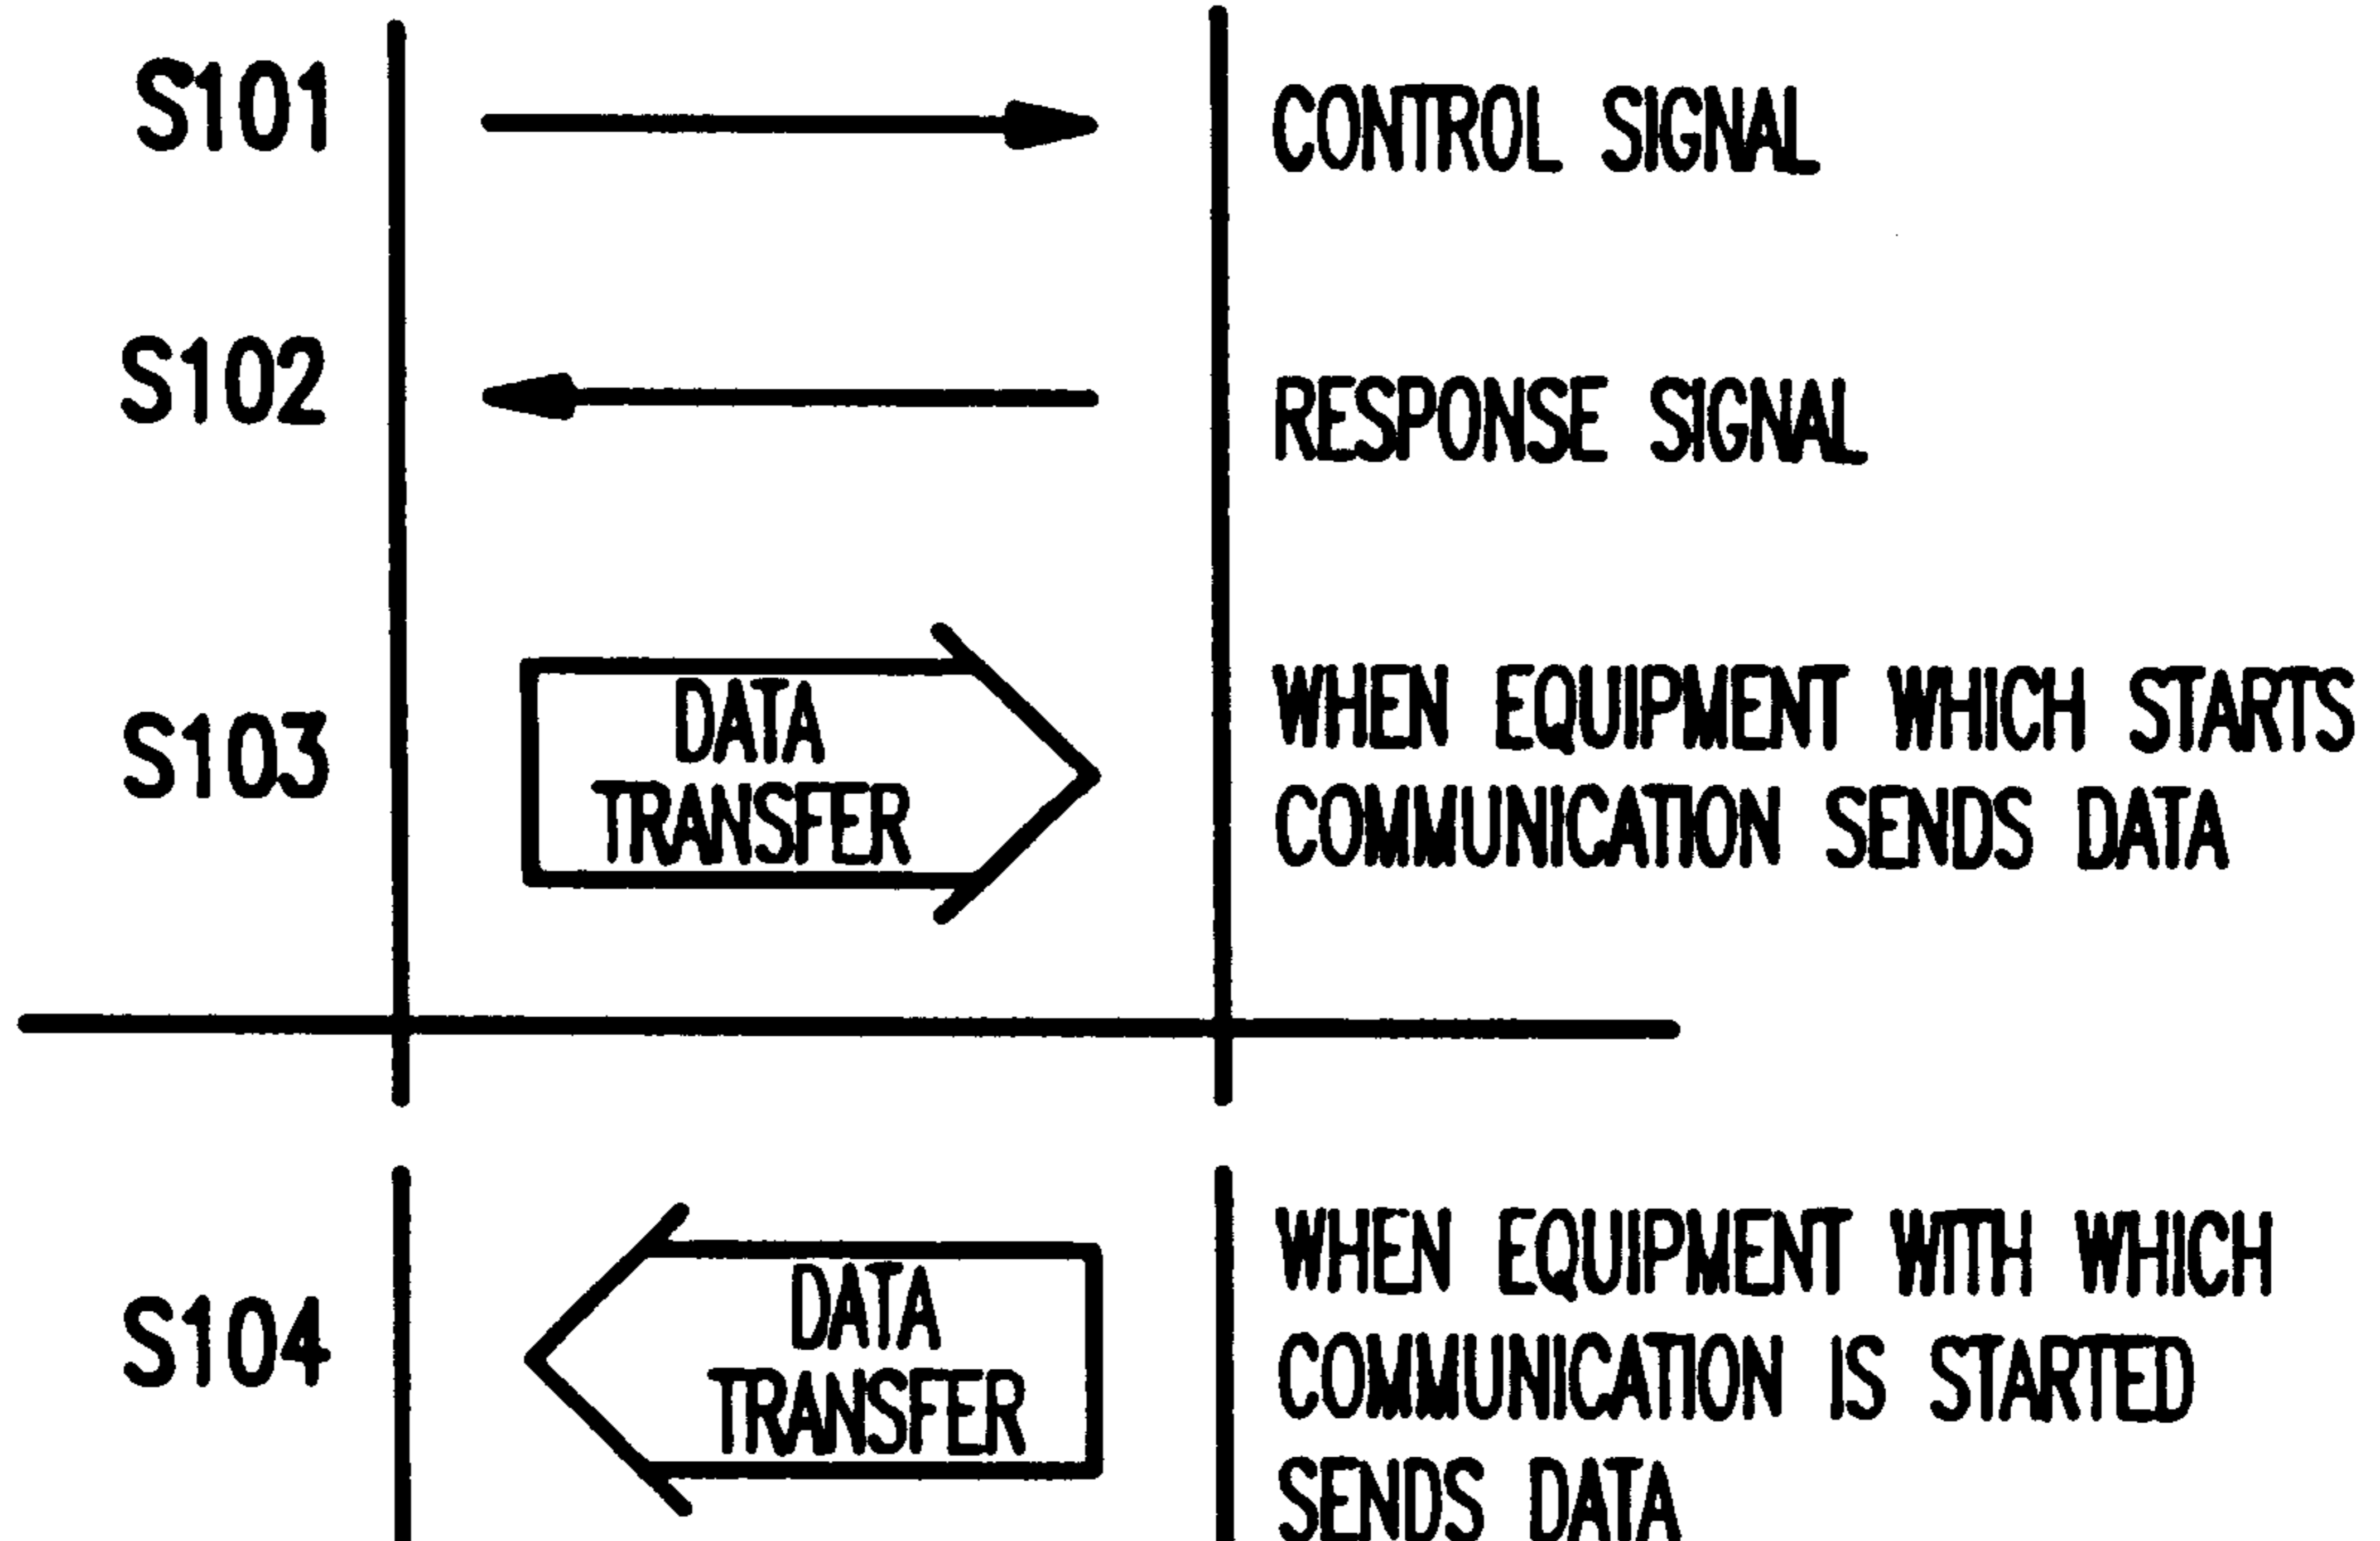 S101
CONTROL SIGNAL
S102
RESPONSE SIGNAL
S103
DATA
TRANSFER
WHEN EQUIPMENT WHICH STARTS
COMMUNICATION SENDS DATA
S104
DATA
TRANSFER
WHEN EQUIPMENT WITH WHICH
COMMUNICATION IS STARTED
SENDS DATA